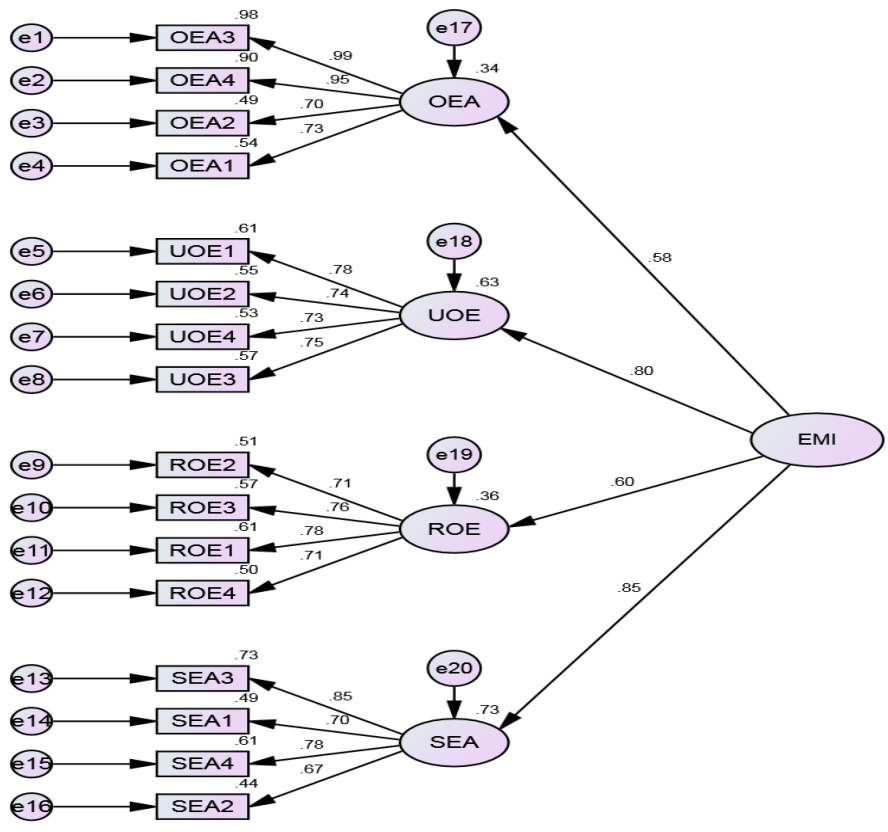 .98
e1 OEA3 e17
.90 .99 .34
e2 OEA4 .95 OEA
.49 .70
e3 OEA2 .73
.54
e4 OEA1
.58
.61
e5 UOE1 e18
.55 .78 .63
e6 UOE2 .74 UOE
.53 .73
e7 UOE4 .75
.57
e8 UOE3
.80
EMI
.51
e9 ROE2 e19
.57 .71 .36 .60
e10 ROE3 .76 ROE
.61 .78
e11 ROE1 .71
.50
e12 ROE4
.85
.73
e13 SEA3 e20
.49 .85 .73
e14 SEA1 .70 SEA
.61 .78
e15 SEA4 .67
.44
e16 SEA2